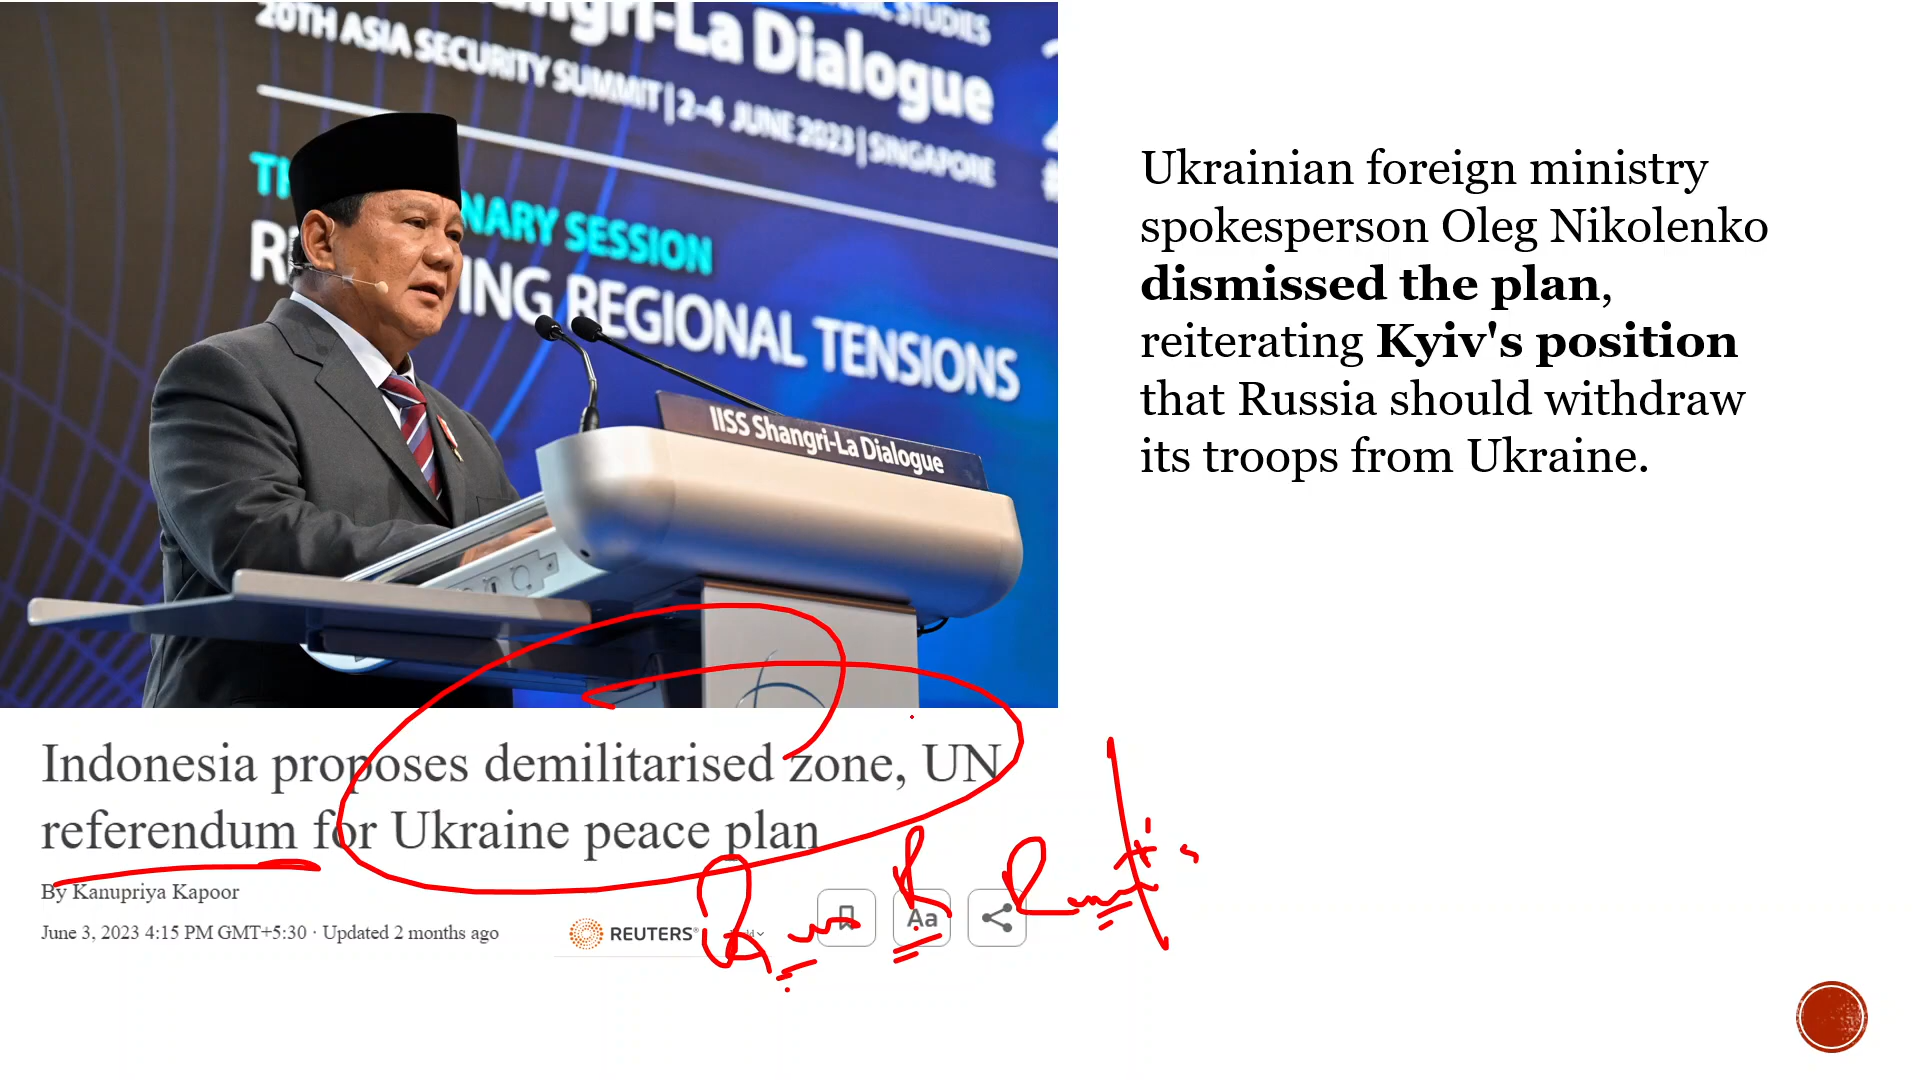 STUDIES
ngri-La Dialogue
20TH ASIA SECURITY SUMMIT | 2-4 JUNE 2023 | SINGAPORE
NARY SESSION
ING REGIONAL TENSIONS
IISS Shangri-La Dialogue
Indonesia proposes demilitarised zone, UN
referendum for Ukraine peace plan
By Kanupriya Kapoor
June 3, 2023 4:15 PM GMT+5:30 · Updated 2 months ago
REUTERS®
Aa
Ukrainian foreign ministry
spokesperson Oleg Nikolenko
dismissed the plan,
reiterating Kyiv's position
that Russia should withdraw
its troops from Ukraine.